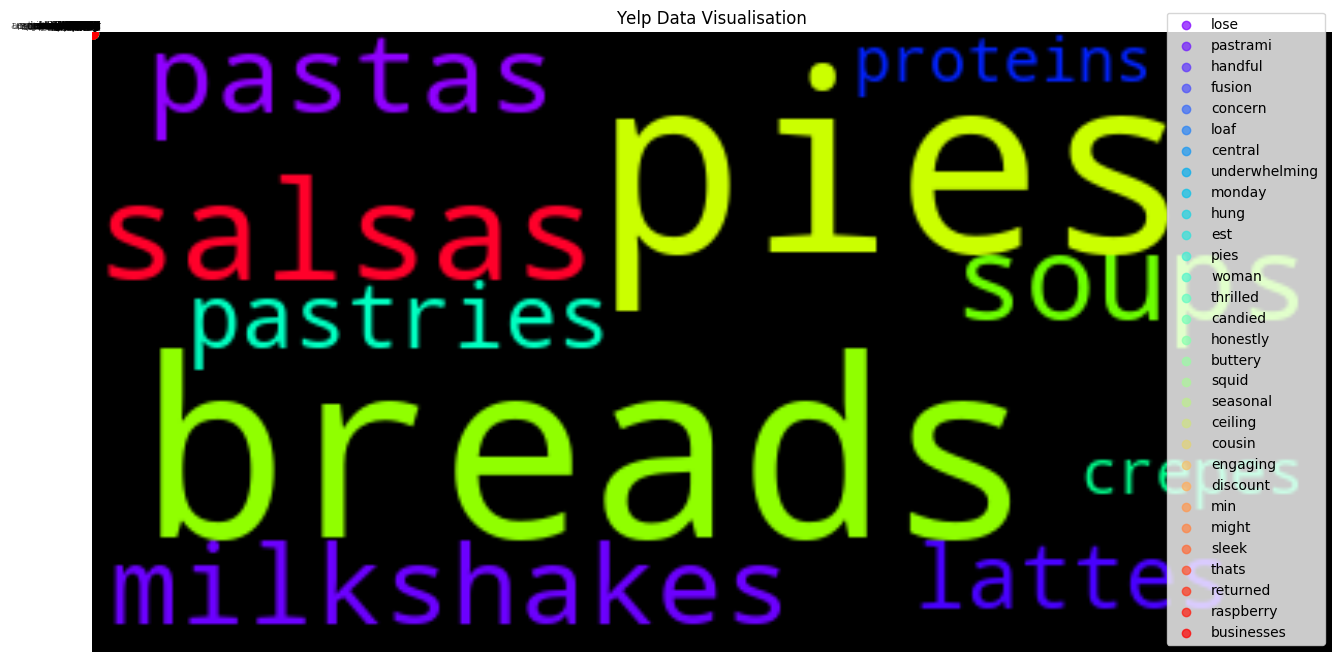 Yelp Data Visualisation
pastas
proteins
pies
salsas
soups
pastries
breads
crepes
milkshakes
lattes
lose
pastrami
handful
fusion
concern
loaf
central
underwhelming
monday
hung
est
pies
woman
thrilled
candied
honestly
buttery
squid
seasonal
ceiling
cousin
engaging
discount
min
might
sleek
thats
returned
raspberry
businesses